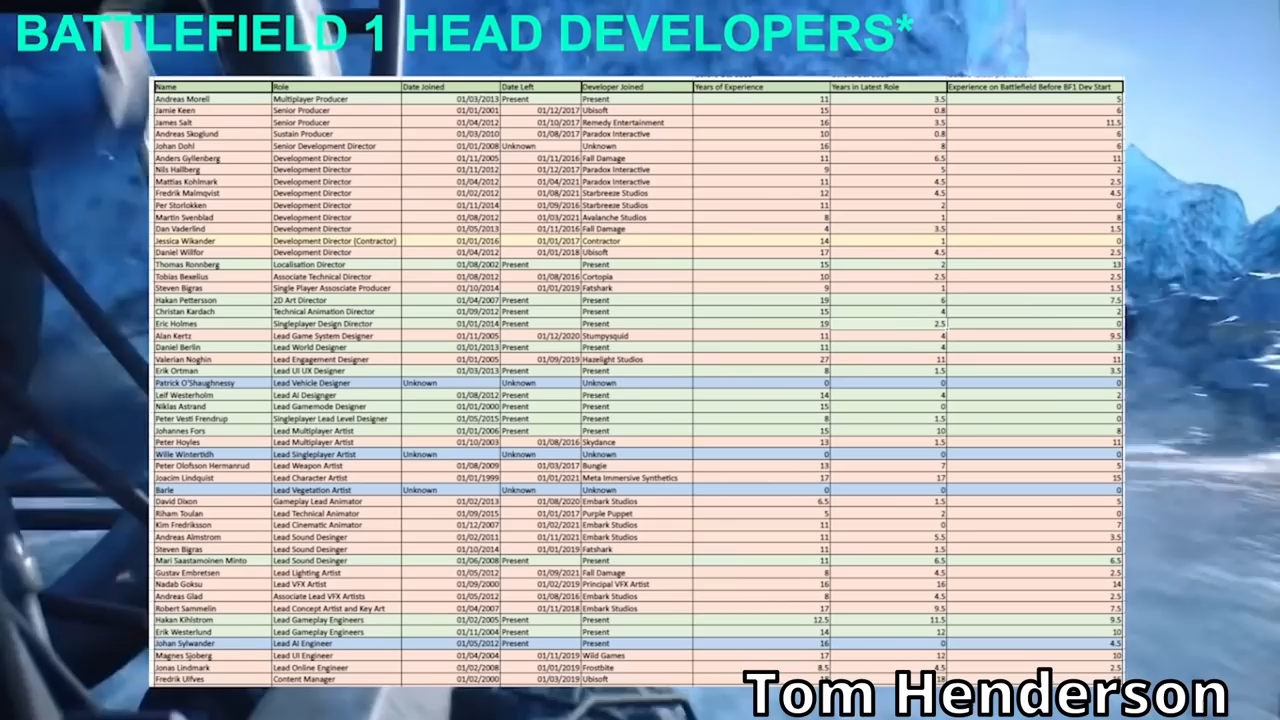 BATTLEFIELD 1 HEAD DEVELOPERS*
Name Role Date Joined Date Left Developer Joined Years of Experience Years in Latest Role Experience on Battlefield Before BF1 Dev Start
Andreas Morell Multiplayer Producer 01/03/2013 Present Present 11 3.5 5
Jamie Keen Senior Producer 01/01/2001 01/12/2017 Ubisoft 15 0.8 6
James Salt Senior Producer 01/04/2012 01/10/2017 Remedy Entertainment 16 3.5 11.5
Andreas Skoglund Sustain Producer 01/03/2010 01/08/2017 Paradox Interactive 10 0.8 6
Johan Dohl Senior Development Director 01/01/2008 Unknown Unknown 16 8 6
Anders Gyllenberg Development Director 01/11/2005 01/11/2016 Fall Damage 11 6.5 11
Nils Hallberg Development Director 01/11/2012 01/12/2017 Paradox Interactive 9 5 2
Mattias Kohlmark Development Director 01/04/2012 01/04/2021 Paradox Interactive 11 4.5 2.5
Fredrik Malmqvist Development Director 01/02/2012 01/08/2021 Starbreeze Studios 12 4.5 4.5
Per Storlokken Development Director 01/11/2014 01/09/2016 Starbreeze Studios 11 2 0
Martin Svenblad Development Director 01/08/2012 01/03/2021 Avalanche Studios 8 1 8
Dan Vaderlind Development Director 01/05/2013 01/11/2016 Fall Damage 4 3.5 1.5
Jessica Wikander Development Director (Contractor) 01/01/2016 01/01/2017 Contractor 14 1 0
Daniel Willfor Development Director 01/04/2012 01/01/2018 Ubisoft 17 4.5 2.5
Thomas Ronnberg Localisation Director 01/08/2002 Present Present 15 2 13
Tobias Bexelius Associate Technical Director 01/08/2012 01/08/2016 Cortopia 10 2.5 2.5
Steven Bigras Single Player Assosciate Producer 01/10/2014 01/01/2019 Fatshark 9 1 1.5
Hakan Pettersson 2D Art Director 01/04/2007 Present Present 19 6 7.5
Christan Kardach Technical Animation Director 01/09/2012 Present Present 15 4 2
Eric Holmes Singleplayer Design Director 01/01/2014 Present Present 19 2.5 0
Alan Kertz Lead Game System Designer 01/11/2005 01/12/2020 Stumpysquid 11 4 9.5
Daniel Berlin Lead World Designer 01/01/2013 Present Present 11 4 3
Valerian Noghin Lead Engagement Designer 01/01/2005 01/09/2019 Hazelight Studios 27 11 11
Erik Ortman Lead UI UX Designer 01/03/2013 Present Present 8 1.5 3.5
Patrick O'Shaughnessy Lead Vehicle Designer Unknown Unknown Unknown 0 0 0
Leif Westerholm Lead AI Designger 01/08/2012 Present Present 14 4 2
Niklas Astrand Lead Gamemode Designer 01/01/2000 Present Present 15 0 0
Peter Vesti Frendrup Singleplayer Lead Level Designer 01/05/2015 Present Present 8 1.5 0
Johannes Fors Lead Multiplayer Artist 01/01/2006 Present Present 15 10 8
Peter Hoyles Lead Multiplayer Artist 01/10/2003 01/08/2016 Skydance 13 1.5 11
Wille Wintertidh Lead Singleplayer Artist Unknown Unknown Unknown 0 0 0
Peter Olofsson Hermanrud Lead Weapon Artist 01/08/2009 01/03/2017 Bungie 13 7 5
Joacim Lindquist Lead Character Artist 01/01/1999 01/01/2021 Meta Immersive Synthetics 17 17 15
Barle Lead Vegetation Artist Unknown Unknown Unknown 0 0 0
David Dixon Gameplay Lead Animator 01/02/2013 01/08/2020 Embark Studios 6.5 1.5 5
Riham Toulan Lead Technical Animator 01/09/2015 01/01/2017 Purple Puppet 5 2 0
Kim Fredriksson Lead Cinematic Animator 01/12/2007 01/02/2021 Embark Studios 11 0 7
Andreas Almstrom Lead Sound Desinger 01/02/2011 01/11/2021 Embark Studios 11 5.5 3.5
Steven Bigras Lead Sound Desinger 01/10/2014 01/01/2019 Fatshark 11 1.5 0
Mari Saastamoinen Minto Lead Sound Desinger 01/06/2008 Present Present 11 6.5 6.5
Gustav Embretsen Lead Lighting Artist 01/05/2012 01/09/2021 Fall Damage 8 4.5 2.5
Nadab Goksu Lead VFX Artist 01/09/2000 01/02/2019 Principal VFX Artist 16 16 14
Andreas Glad Associate Lead VFX Artists 01/05/2012 01/08/2016 Embark Studios 8 4.5 2.5
Robert Sammelin Lead Concept Artist and Key Art 01/04/2007 01/11/2018 Embark Studios 17 9.5 7.5
Hakan Kihlstrom Lead Gameplay Engineers 01/02/2005 Present Present 12.5 11.5 9.5
Erik Westerlund Lead Gameplay Engineers 01/11/2004 Present Present 14 12 10
Johan Sylwander Lead AI Engineer 01/05/2012 Present Present 16 0 4.5
Magnes Sjoberg Lead UI Engineer 01/04/2004 01/11/2019 Wild Games 17 12 10
Jonas Lindmark Lead Online Engineer 01/02/2008 01/01/2019 Frostbite 8.5 4.5 2.5
Fredrik Ulfves Content Manager 01/02/2000 01/03/2019 Ubisoft
Tom Henderson